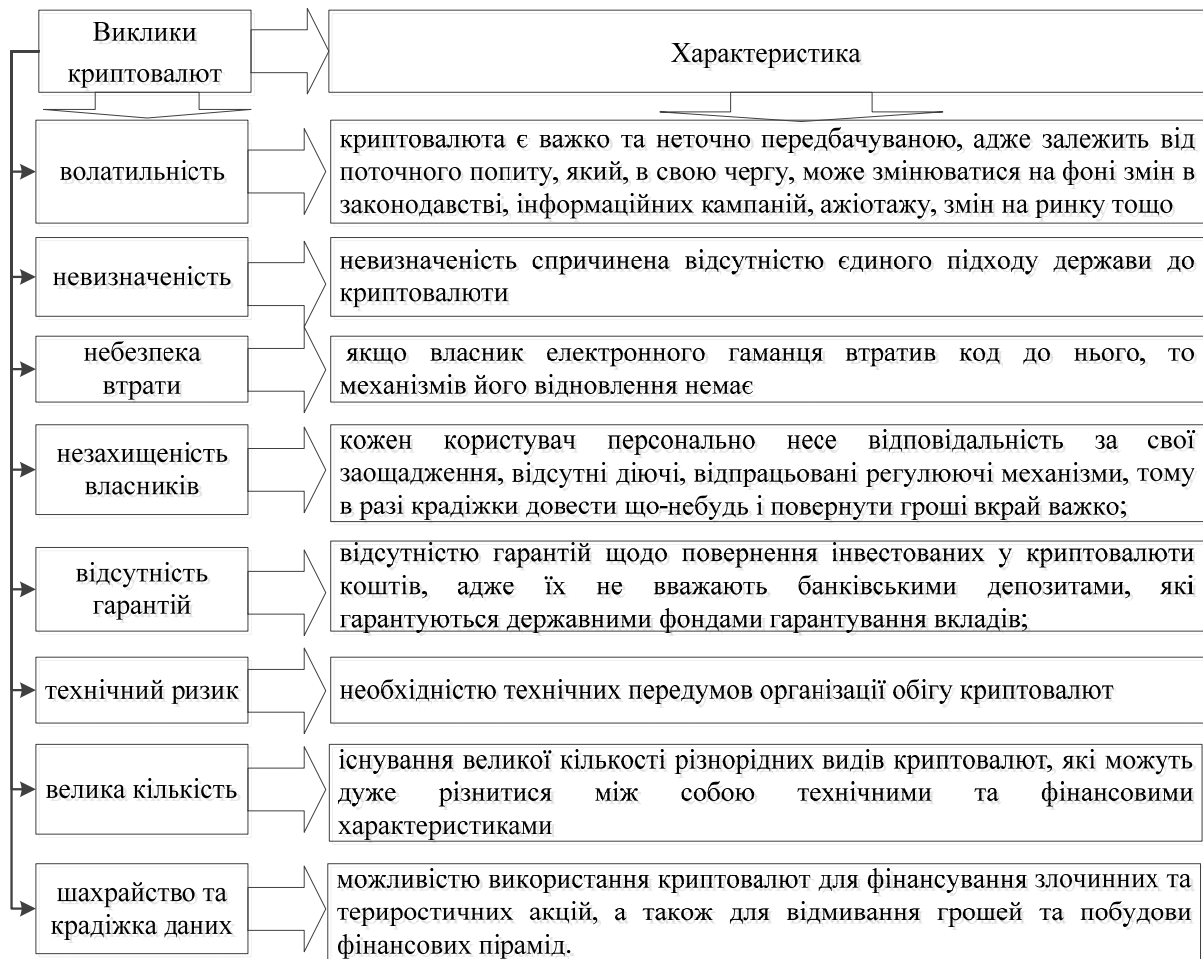 Виклики
криптовалют
Характеристика
волатильність
криптовалюта є важко та неточно передбачуваною, адже залежить від
поточного попиту, який, в свою чергу, може змінюватися на фоні змін в
законодавстві, інформаційних кампаній, ажіотажу, змін на ринку тощо
невизначеність
невизначеність спричинена відсутністю єдиного підходу держави до
криптовалюти
небезпека
втрати
якщо власник електронного гаманця втратив код до нього, то
механізмів його відновлення немає
незахищеність
власників
кожен користувач персонально несе відповідальність за свої
заощадження, відсутні діючі, відпрацьовані регулюючі механізми, тому
в разі крадіжки довести що-небудь і повернути гроші вкрай важко;
відсутність
гарантій
відсутністю гарантій щодо повернення інвестованих у криптовалюти
коштів, адже їх не вважають банківськими депозитами, які
гарантуються державними фондами гарантування вкладів;
технічний ризик
необхідністю технічних передумов організації обігу криптовалют
велика кількість
існування великої кількості різнорідних видів криптовалют, які можуть
дуже різнитися між собою технічними та фінансовими
характеристиками
шахрайство та
крадіжка даних
можливістю використання криптовалют для фінансування злочинних та
териростичних акцій, а також для відмивання грошей та побудови
фінансових пірамід.